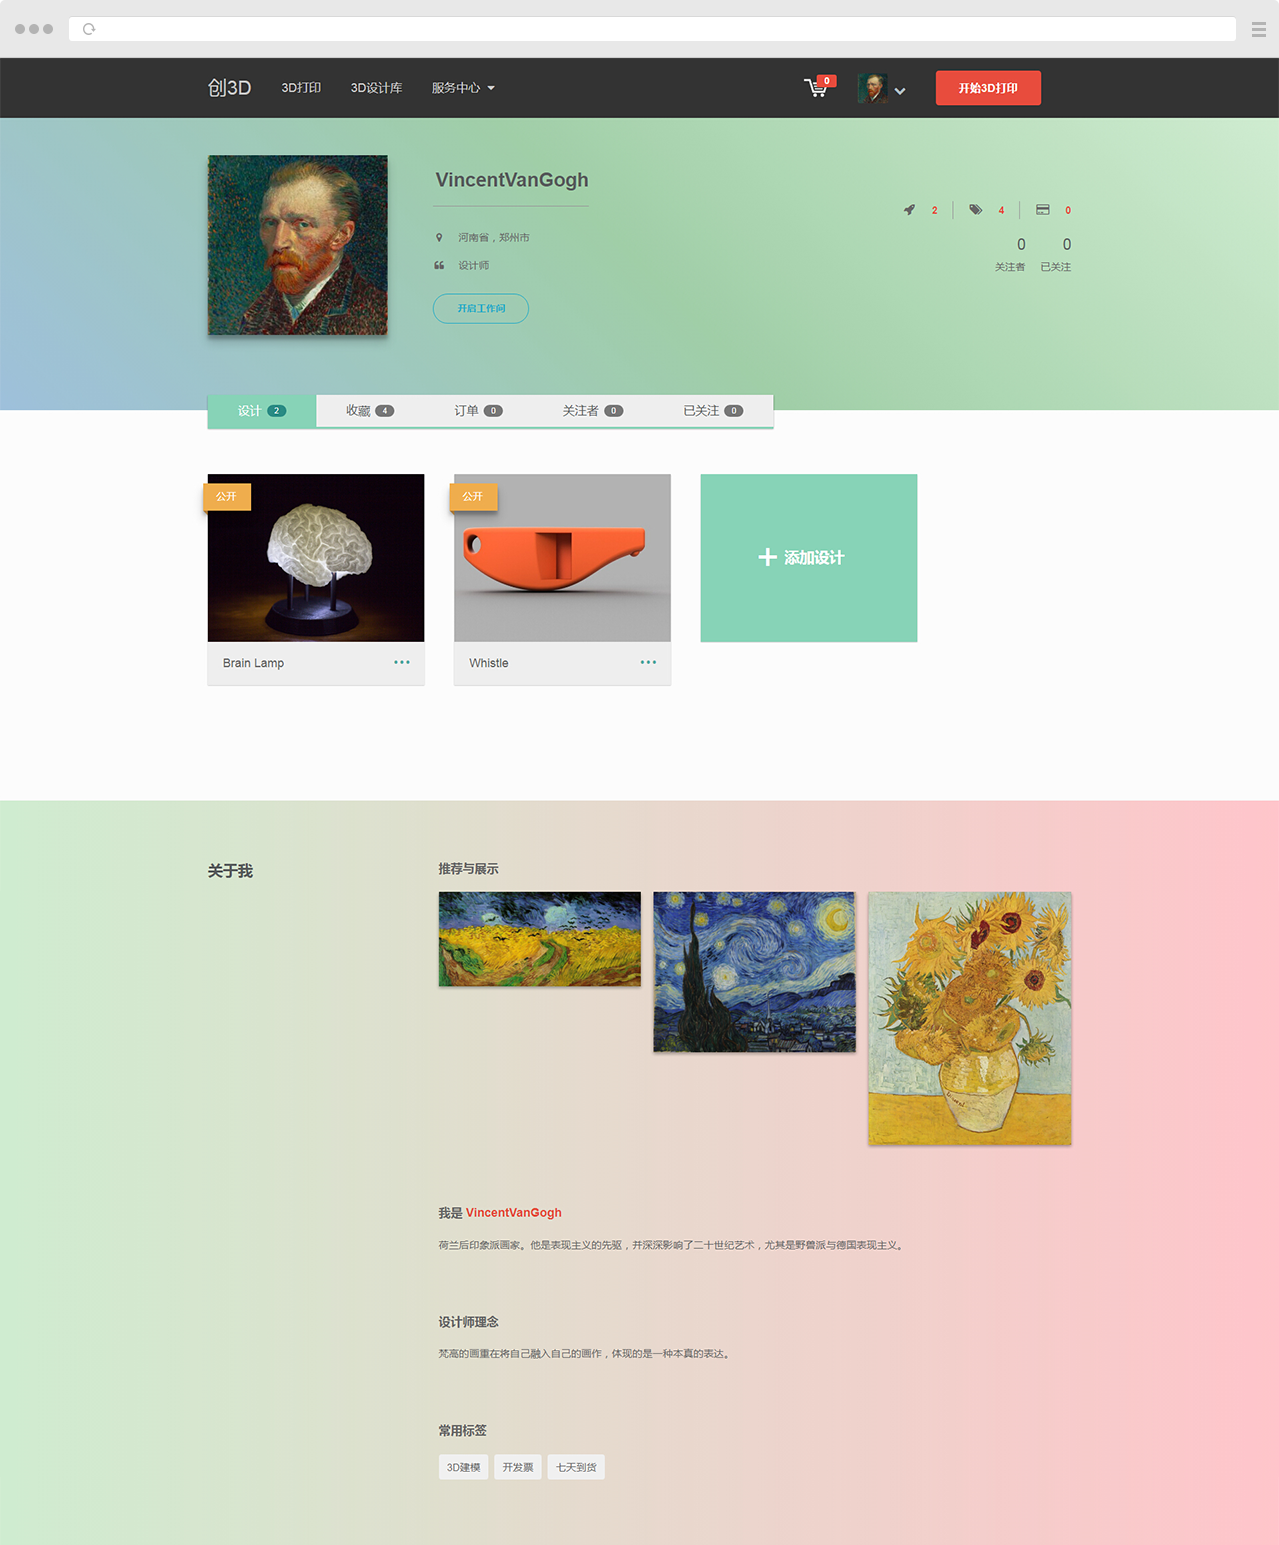 创3D
3D打印
3D设计库
服务中心
0
开始3D打印
VincentVanGogh
河南省，郑州市
设计师
开启工作间
2
4
0
0
0
关注者
已关注
设计 2
收藏 4
订单 0
关注者 0
已关注 0
公开
公开
添加设计
Brain Lamp
Whistle
关于我
推荐与展示
我是 VincentVanGogh
荷兰后印象派画家。他是表现主义的先驱，并深深影响了二十世纪艺术，尤其是野兽派与德国表现主义。
设计师理念
梵高的画重在将自己融入自己的画作，体现的是一种本真的表达。
常用标签
3D建模
开发票
七天到货